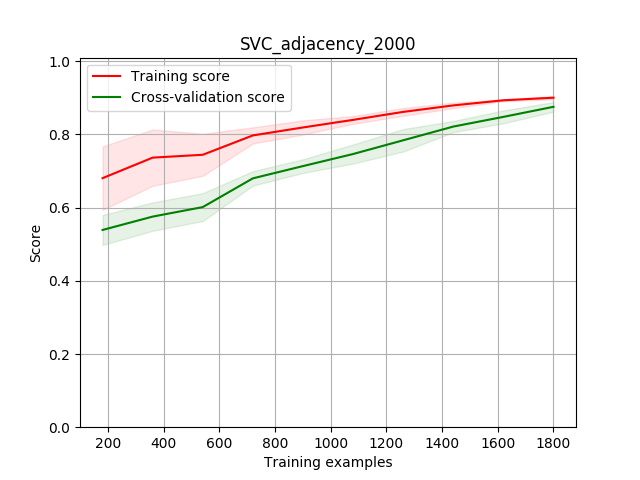 SVC_adjacency_2000
Training score
Cross-validation score
1.0
0.8
0.6
0.4
0.2
0.0
Score
200 400 600 800 1000 1200 1400 1600 1800
Training examples